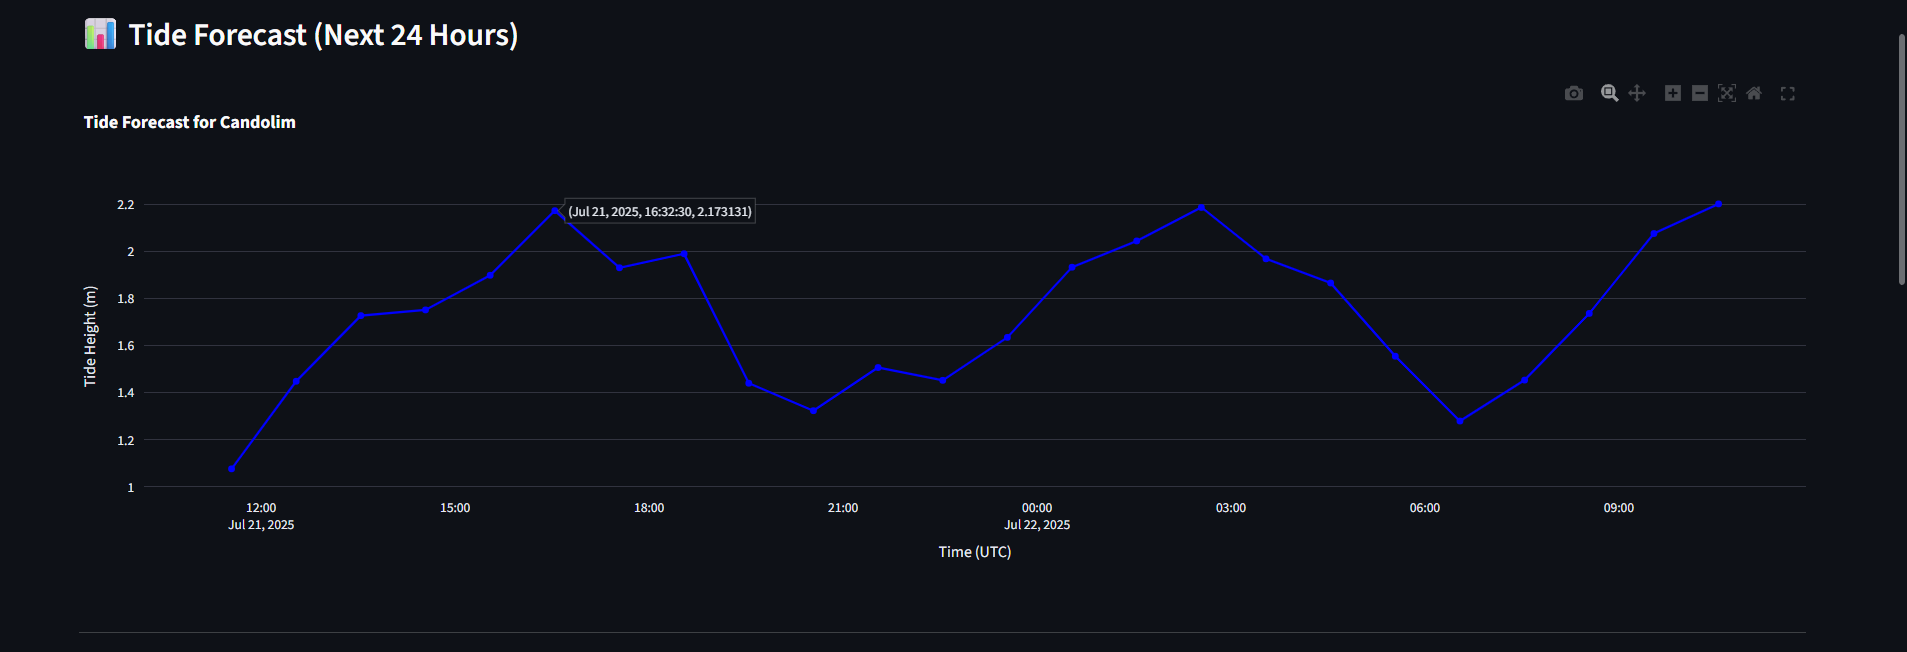 Tide Forecast (Next 24 Hours)
Tide Forecast for Candolim
2.2
(Jul 21, 2025, 16:32:30, 2.173131)
2
1.8
1.6
1.4
1.2
1
Tide Height (m)
12:00
Jul 21, 2025
15:00
18:00
21:00
00:00
Jul 22, 2025
03:00
06:00
09:00
Time (UTC)